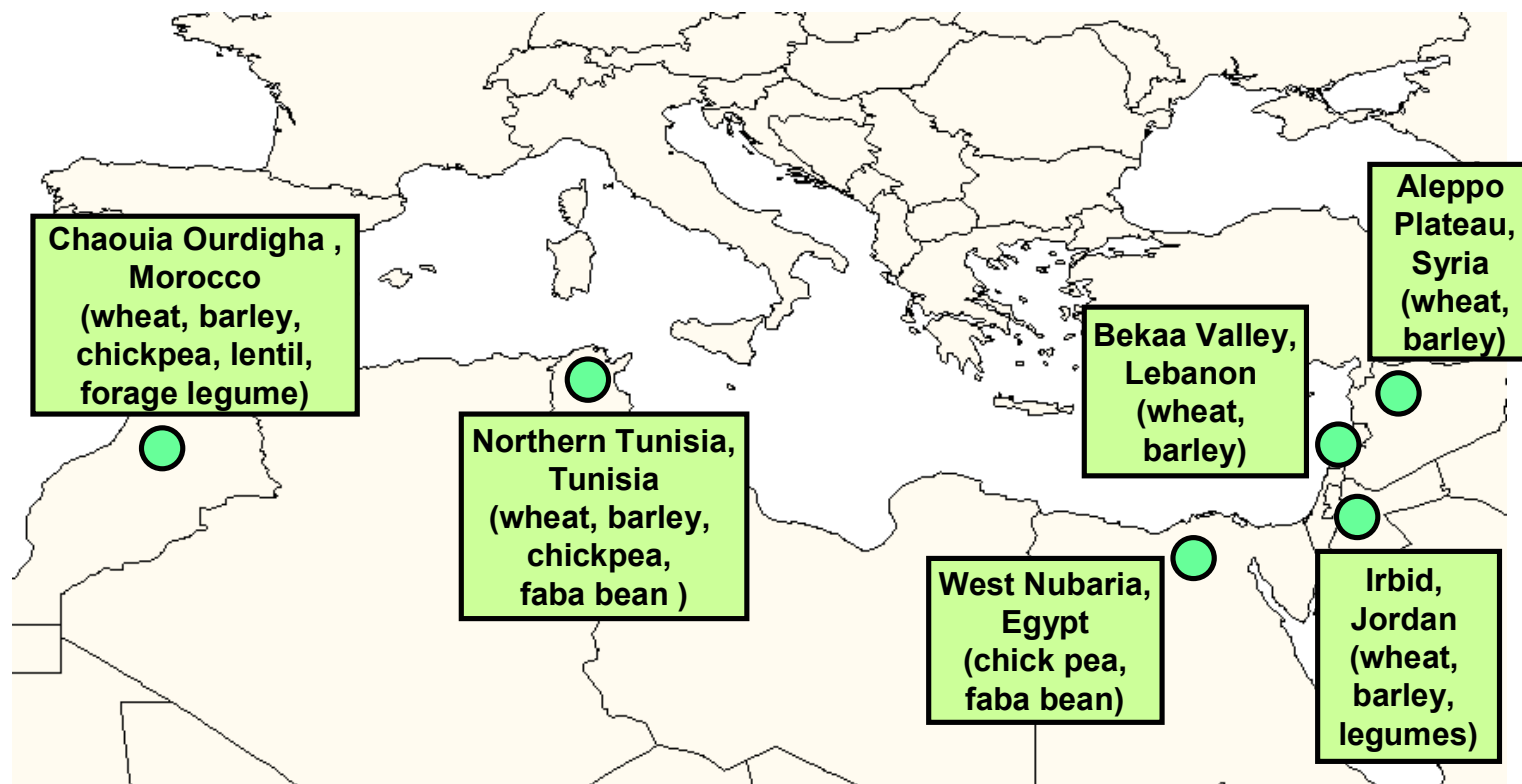 Chaouia Ourdigha ,
Morocco
(wheat, barley,
chickpea, lentil,
forage legume)
Northern Tunisia,
Tunisia
(wheat, barley,
chickpea,
faba bean )
West Nubaria,
Egypt
(chick pea,
faba bean)
Bekaa Valley,
Lebanon
(wheat,
barley)
Aleppo
Plateau,
Syria
(wheat,
barley)
Irbid,
Jordan
(wheat,
barley,
legumes)